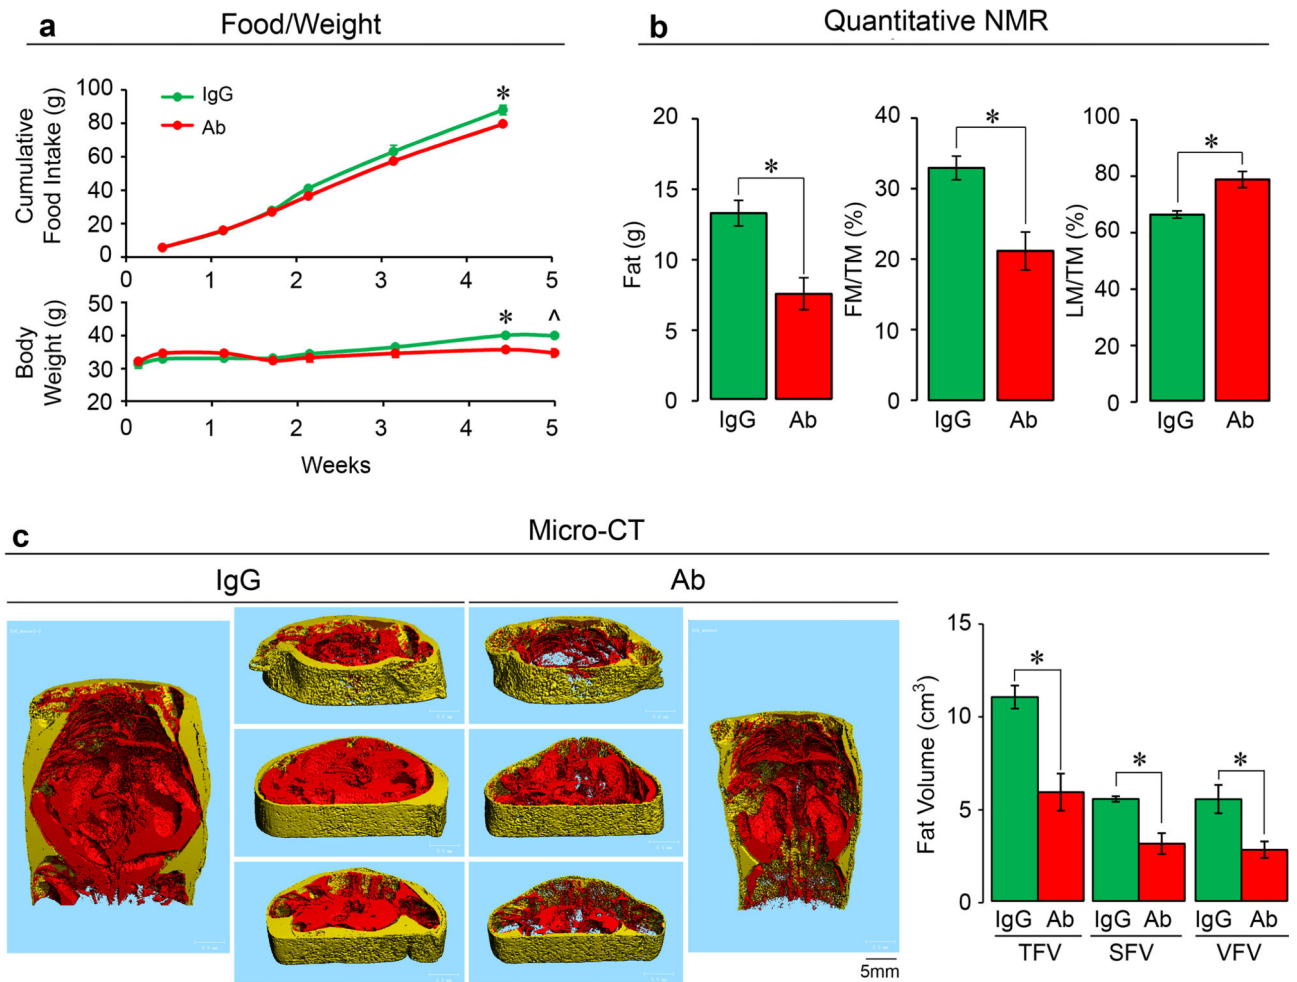 a
Food/Weight
b
Quantitative NMR
Cumulative
Food Intake (g)
100
80
60
40
20
0
IgG
Ab
*
0 1 2 3 4 5
Body
Weight (g)
50
40
30
20
* ^
0 1 2 3 4 5
Weeks
Fat (g)
20
15
10
5
0
*
IgG Ab
FM/TM (%)
40
30
20
10
0
*
IgG Ab
LM/TM (%)
100
80
60
40
20
0
*
IgG Ab
c
Micro-CT
IgG
Ab
5mm
Fat Volume (cm³)
15
10
5
0
* * *
IgG Ab IgG Ab IgG Ab
TFV SFV VFV